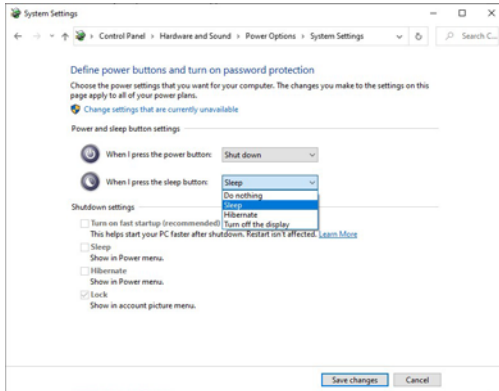 System Settings
Control Panel > Hardware and Sound > Power Options > System Settings
Search C...
Define power buttons and turn on password protection
Choose the power settings that you want for your computer. The changes you make to the settings on this
page apply to all of your power plans.
Change settings that are currently unavailable
Power and sleep button settings
When I press the power button: Shut down
When I press the sleep button: Sleep
Do nothing
Sleep
Hibernate
Turn off the display
Shutdown settings
Turn on fast startup (recommended)
This helps start your PC faster after shutdown. Restart isn't affected. Learn More
Sleep
Show in Power menu.
Hibernate
Show in Power menu.
Lock
Show in account picture menu.
Save changes Cancel